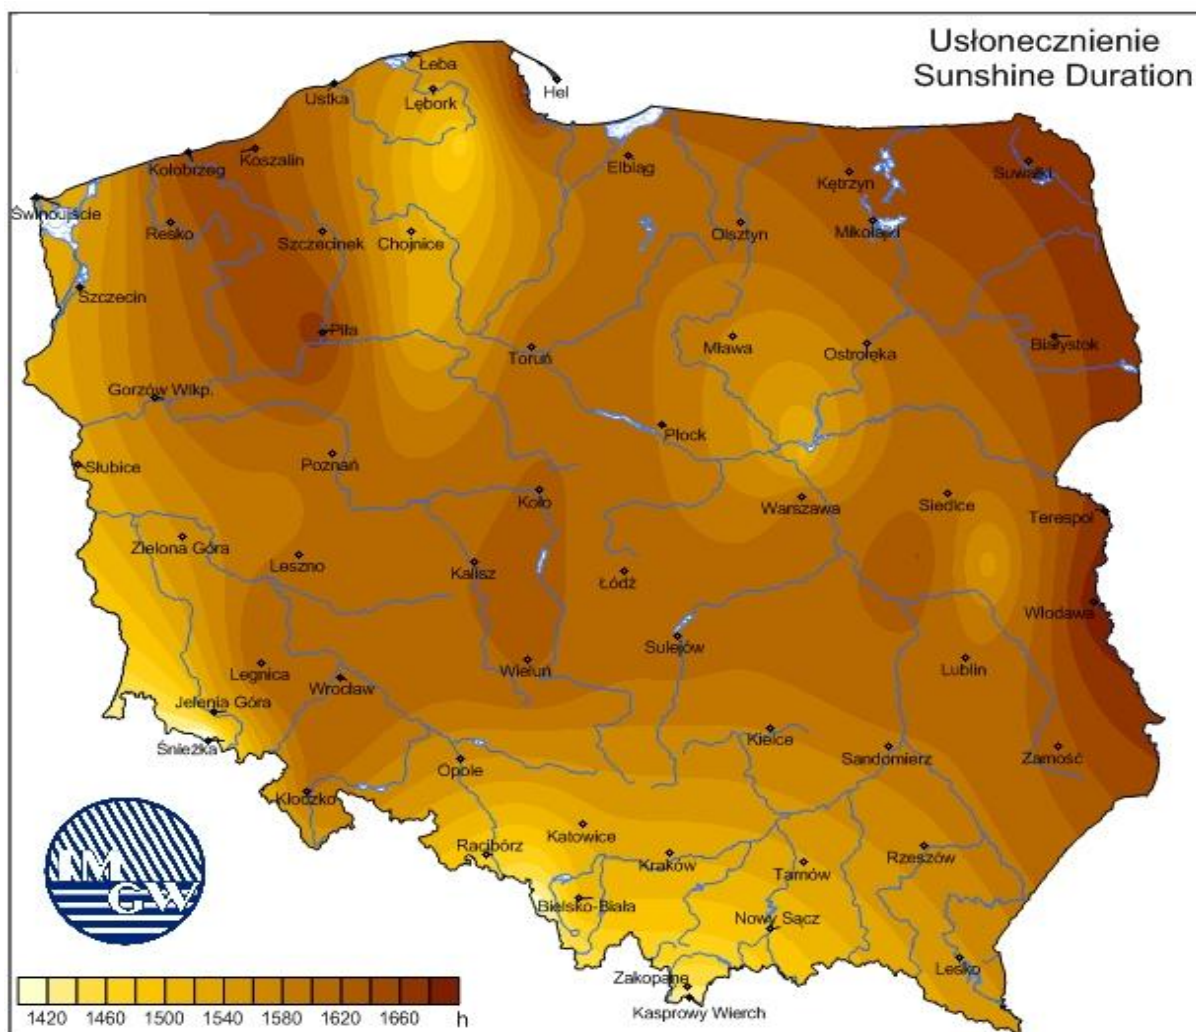 Usłonecznienie
Sunshine Duration
Łeba
Ustka
Lębork
Hel
Kołobrzeg
Koszalin
Elbląg
Kętrzyn
Suwałki
Świnoujście
Resko
Szczecinek
Chojnice
Olsztyn
Mikołajki
Szczecin
Piła
Toruń
Mława
Ostrołęka
Białystok
Gorzów Wlkp.
Płock
Słubice
Poznań
Koło
Warszawa
Siedlce
Terespol
Zielona Góra
Leszno
Kalisz
Łódź
Włodawa
Sulejów
Legnica
Wrocław
Wieluń
Lublin
Jelenia Góra
Śnieżka
Kielce
Sandomierz
Zamość
Opole
Kłodzko
Katowice
Racibórz
Kraków
Tarnów
Rzeszów
Bielsko-Biała
Nowy Sącz
Lesko
Zakopane
Kasprowy Wierch
IMGW
1420 1460 1500 1540 1580 1620 1660 h